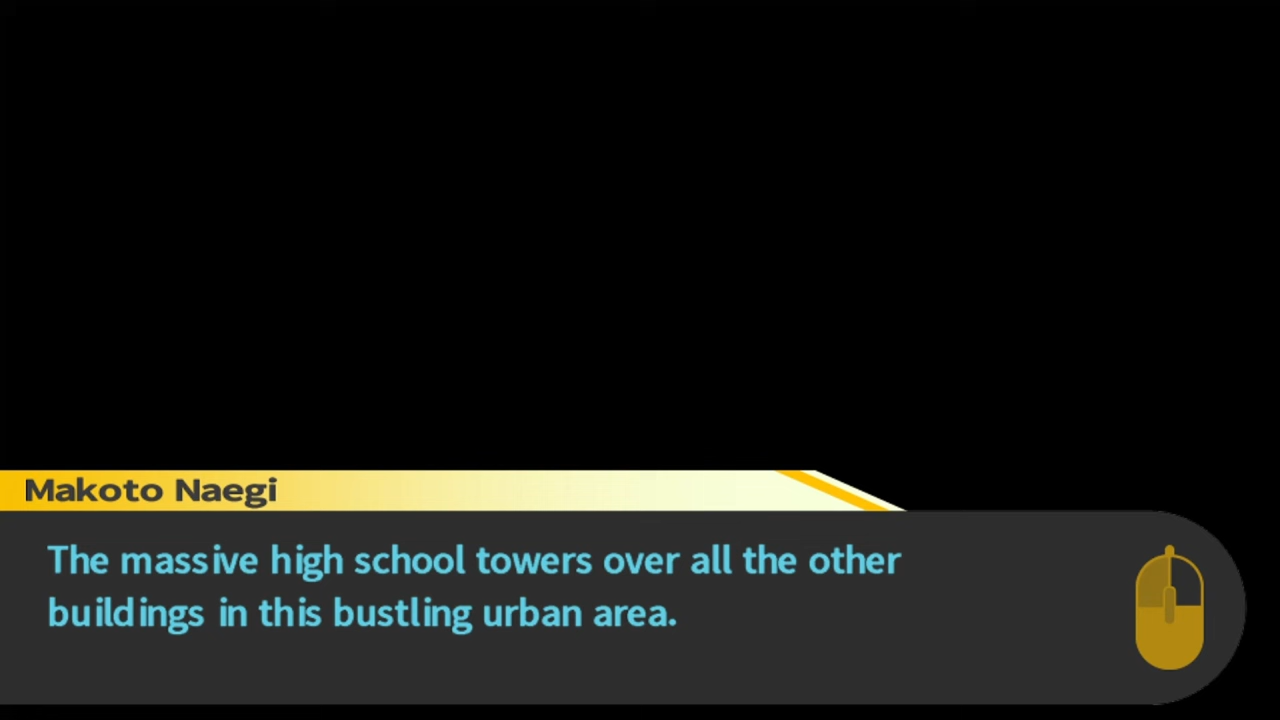 Makoto Naegi
The massive high school towers over all the other
buildings in this bustling urban area.